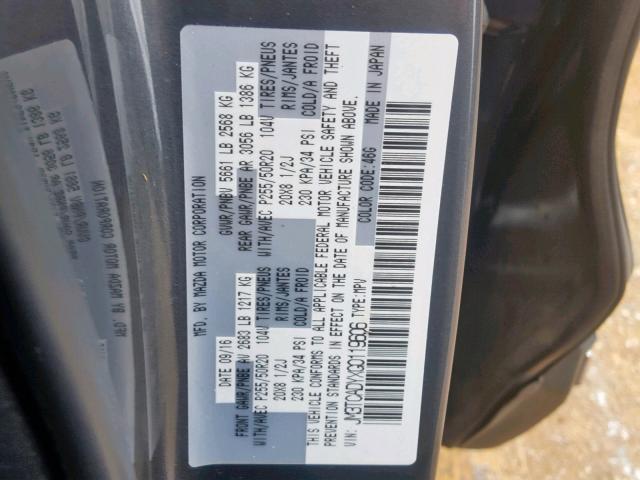 MFD. BY MAZDA MOTOR CORPORATION
DATE 09/16 GVWR/PNBV 5661 LB 2568 KG
FRONT GAWR/PNBE AV 2683 LB 1217 KG REAR GAWR/PNBE AR 3056 LB 1386 KG
WITH/AVEC P255/50R20 104V TIRES/PNEUS WITH/AVEC P255/50R20 104V TIRES/PNEUS
20X8 1/2J RIMS/JANTES 20X8 1/2J RIMS/JANTES
230 KPA/34 PSI COLD/A FROID 230 KPA/34 PSI COLD/A FROID
THIS VEHICLE CONFORMS TO ALL APPLICABLE FEDERAL MOTOR VEHICLE SAFETY AND THEFT
PREVENTION STANDARDS IN EFFECT ON THE DATE OF MANUFACTURE SHOWN ABOVE.
VIN: JM3TCADYXG0119606 TYPE:MPV COLOR CODE:46G MADE IN JAPAN